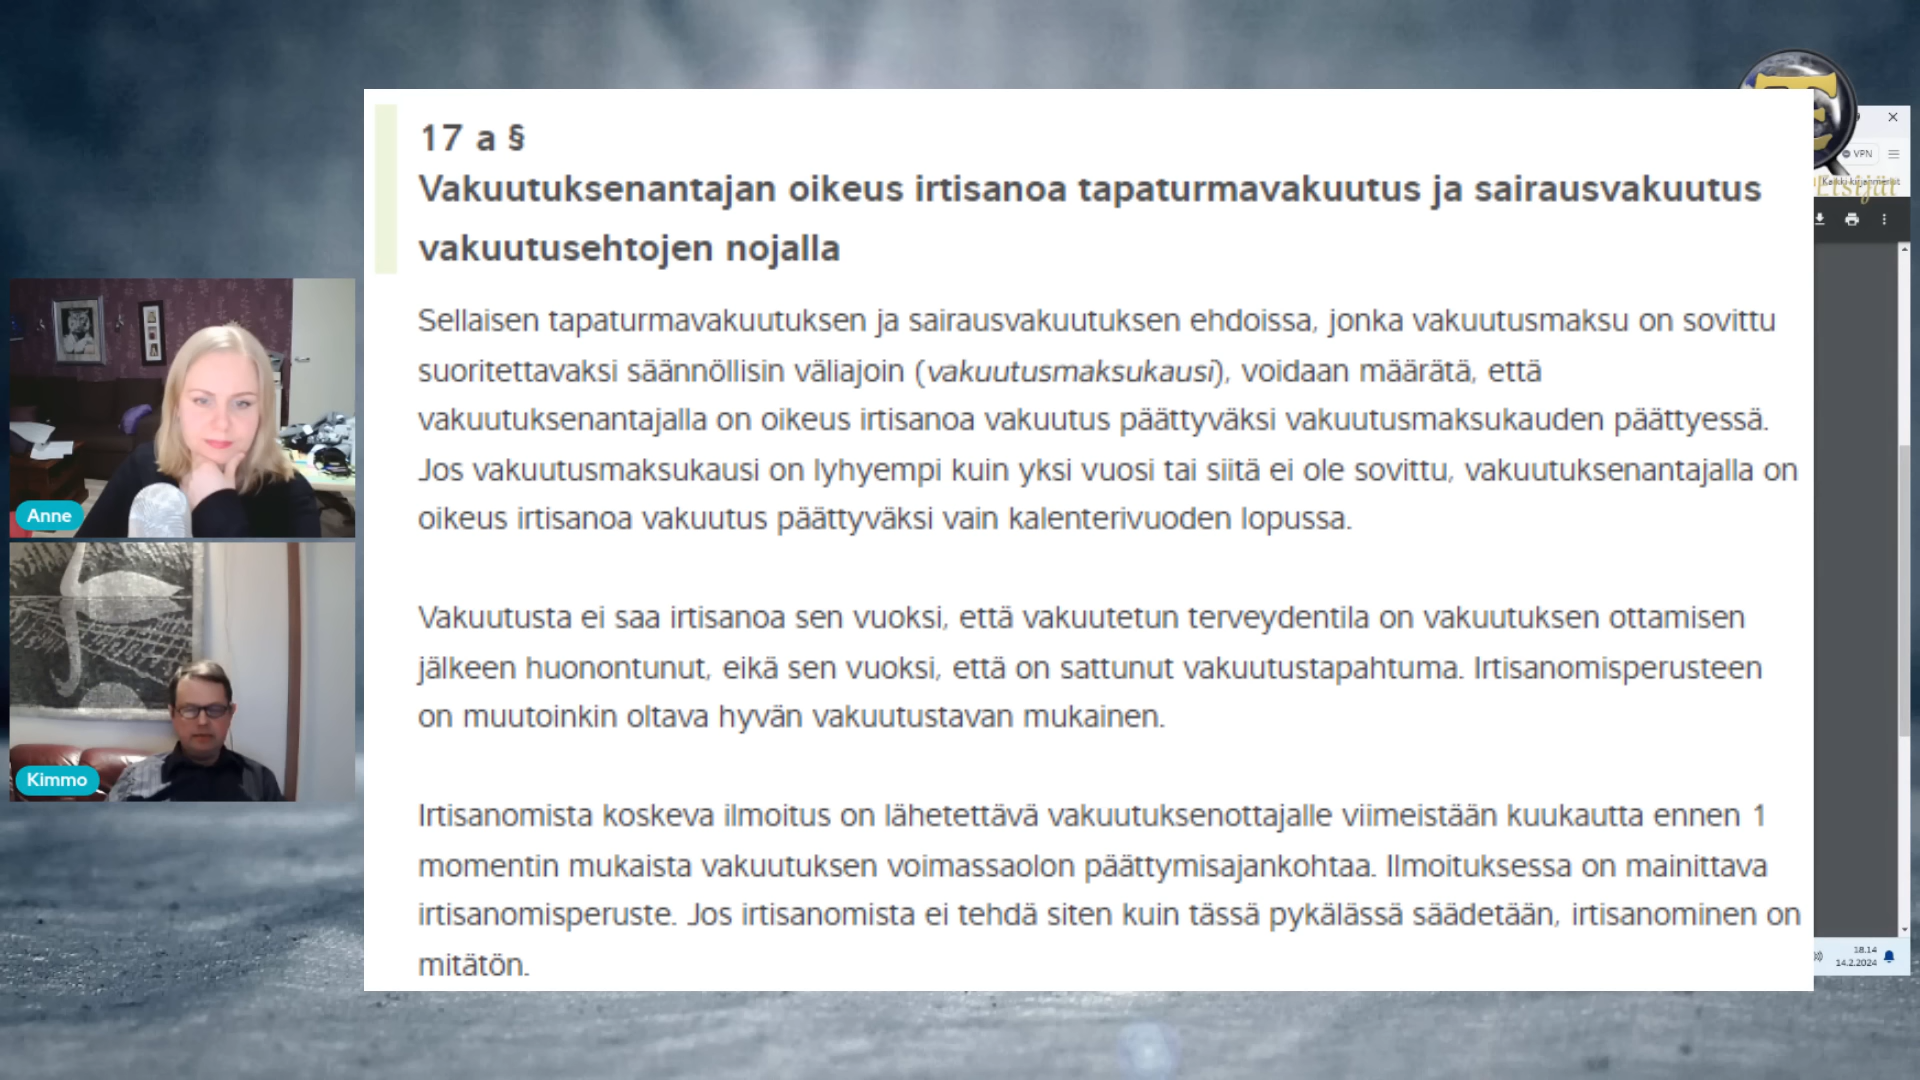 17 a §
Vakuutuksenantajan oikeus irtisanoa tapaturmavakuutus ja sairausvakuutus
vakuutusehtojen nojalla
Sellaisen tapaturmavakuutuksen ja sairausvakuutuksen ehdoissa, jonka vakuutusmaksu on sovittu
suoritettavaksi säännöllisin väliajoin (vakuutusmaksukausi), voidaan määrätä, että
vakuutuksenantajalla on oikeus irtisanoa vakuutus päättyväksi vakuutusmaksukauden päättyessä.
Jos vakuutusmaksukausi on lyhyempi kuin yksi vuosi tai siitä ei ole sovittu, vakuutuksenantajalla on
oikeus irtisanoa vakuutus päättyväksi vain kalenterivuoden lopussa.
Vakuutusta ei saa irtisanoa sen vuoksi, että vakuutetun terveydentila on vakuutuksen ottamisen
jälkeen huonontunut, eikä sen vuoksi, että on sattunut vakuutustapahtuma. Irtisanomisperusteen
on muutoinkin oltava hyvän vakuutustavan mukainen.
Irtisanomista koskeva ilmoitus on lähetettävä vakuutuksenottajalle viimeistään kuukautta ennen 1
momentin mukaista vakuutuksen voimassaolon päättymisajankohtaa. Ilmoituksessa on mainittava
irtisanomisperuste. Jos irtisanomista ei tehdä siten kuin tässä pykälässä säädetään, irtisanominen on
mitätön.
Anne
Kimmo
VPN
18.14
14.2.2024